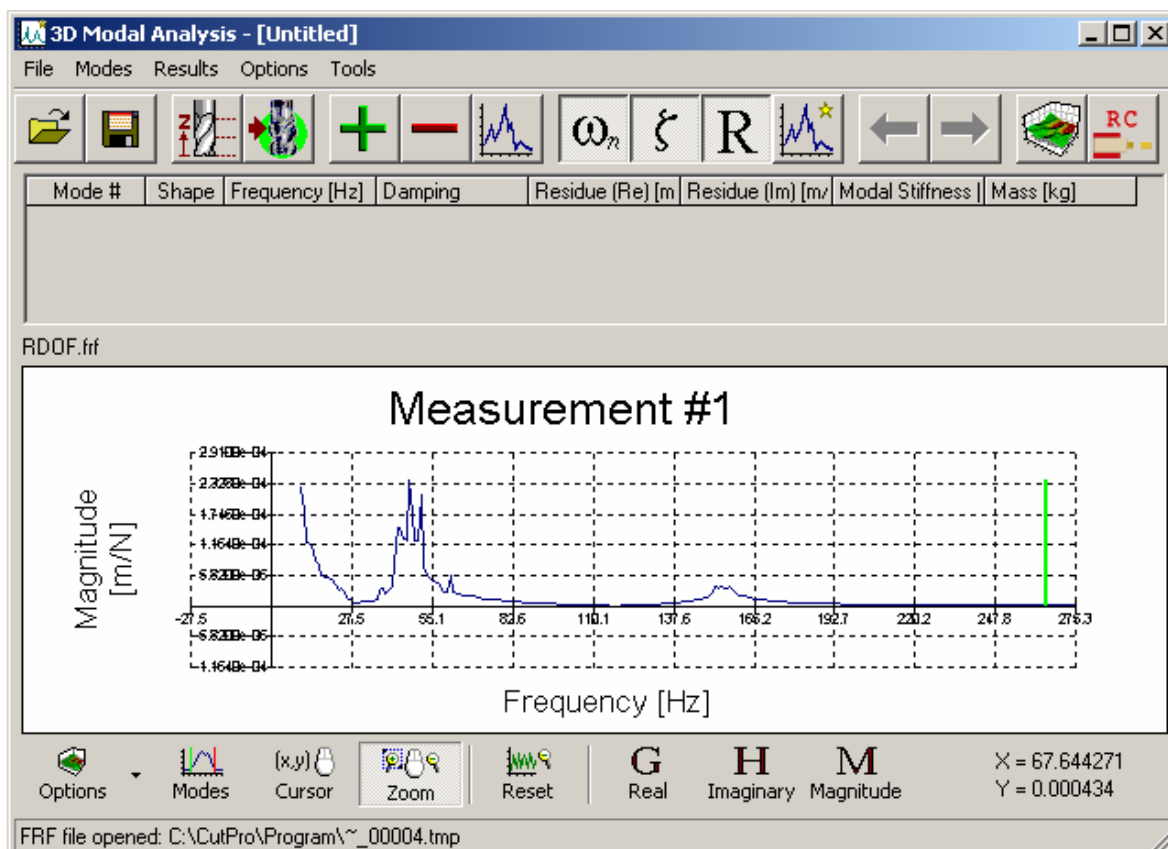 3D Modal Analysis - [Untitled]
File Modes Results Options Tools
Z ωn ζ R RC
Mode # Shape Frequency [Hz] Damping Residue (Re) [m Residue (Im) [m/ Modal Stiffness [ Mass [kg]
RDOF.frf
Measurement #1
Magnitude
[m/N]
-27.5 27.5 55.1 82.6 110.1 137.6 165.2 192.7 220.2 247.8 275.3
Frequency [Hz]
(x,y) G H M X = 67.644271
Options Modes Cursor Zoom Reset Real Imaginary Magnitude Y = 0.000434
FRF file opened: C:\CutPro\Program\~_00004.tmp